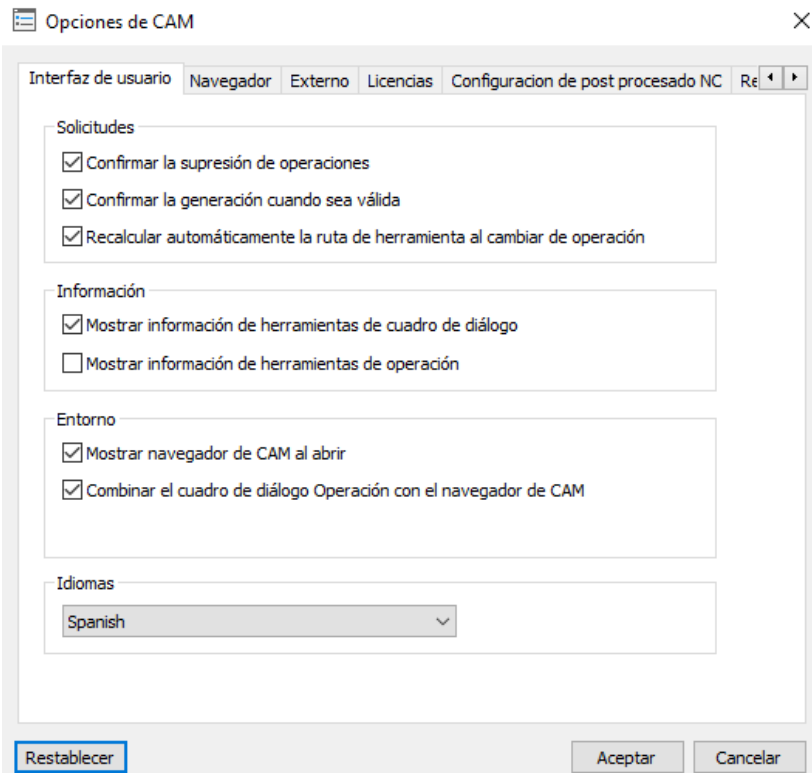 Opciones de CAM
Interfaz de usuario Navegador Externo Licencias Configuracion de post procesado NC Re
Solicitudes
Confirmar la supresión de operaciones
Confirmar la generación cuando sea válida
Recalcular automáticamente la ruta de herramienta al cambiar de operación
Información
Mostrar información de herramientas de cuadro de diálogo
Mostrar información de herramientas de operación
Entorno
Mostrar navegador de CAM al abrir
Combinar el cuadro de diálogo Operación con el navegador de CAM
Idiomas
Spanish
Restablecer Aceptar Cancelar